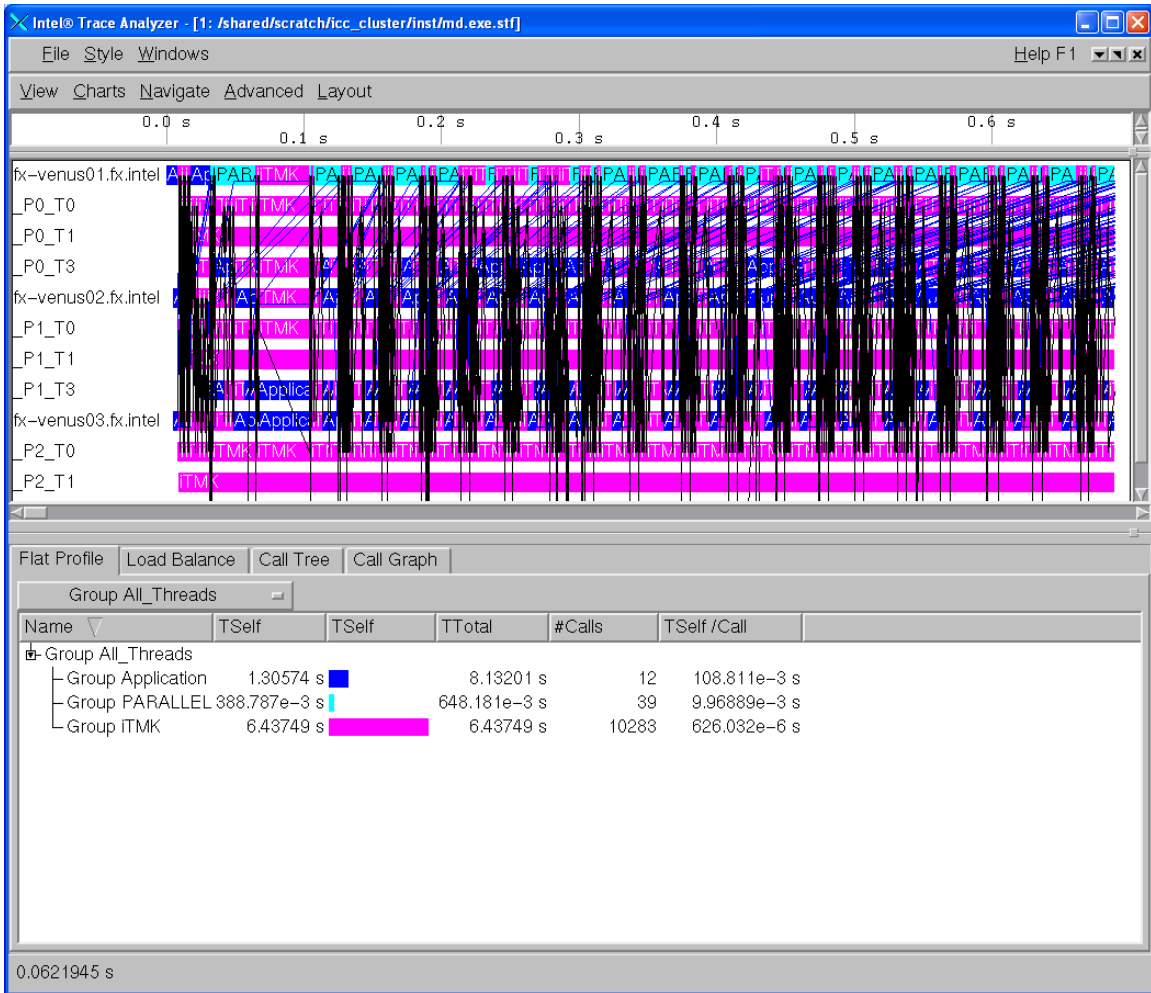 Intel® Trace Analyzer - [1: /shared/scratch/icc_cluster/inst/md.exe.stf]
File Style Windows Help F1
View Charts Navigate Advanced Layout
0.0 s 0.2 s 0.4 s 0.6 s
0.1 s 0.3 s 0.5 s
fx-venus01.fx.intel
_P0_T0
_P0_T1
_P0_T3
fx-venus02.fx.intel
_P1_T0
_P1_T1
_P1_T3
fx-venus03.fx.intel
_P2_T0
_P2_T1 iTMK
Flat Profile Load Balance Call Tree Call Graph
Group All_Threads
Name TSelf TSelf TTotal #Calls TSelf /Call
Group All_Threads
Group Application 1.30574 s 8.13201 s 12 108.811e-3 s
Group PARALLEL 388.787e-3 s 648.181e-3 s 39 9.96889e-3 s
Group iTMK 6.43749 s 6.43749 s 10283 626.032e-6 s
0.0621945 s